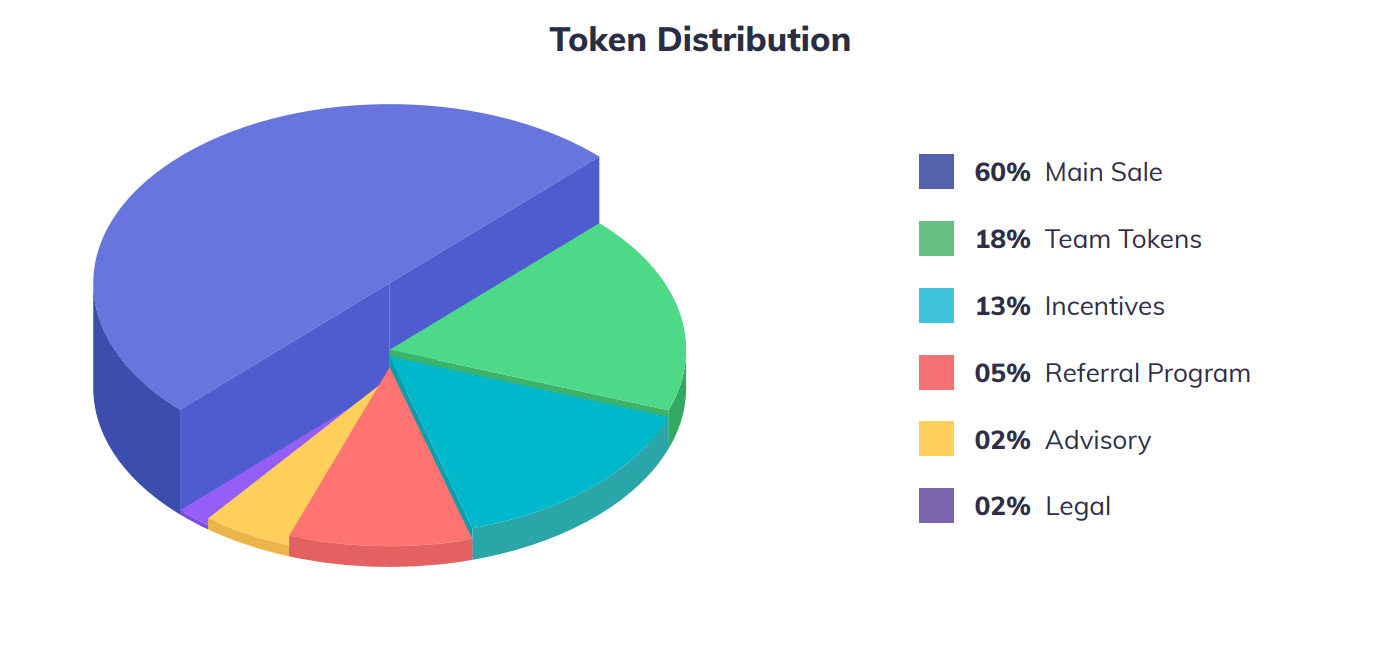 Token Distribution
60% Main Sale
18% Team Tokens
13% Incentives
05% Referral Program
02% Advisory
02% Legal